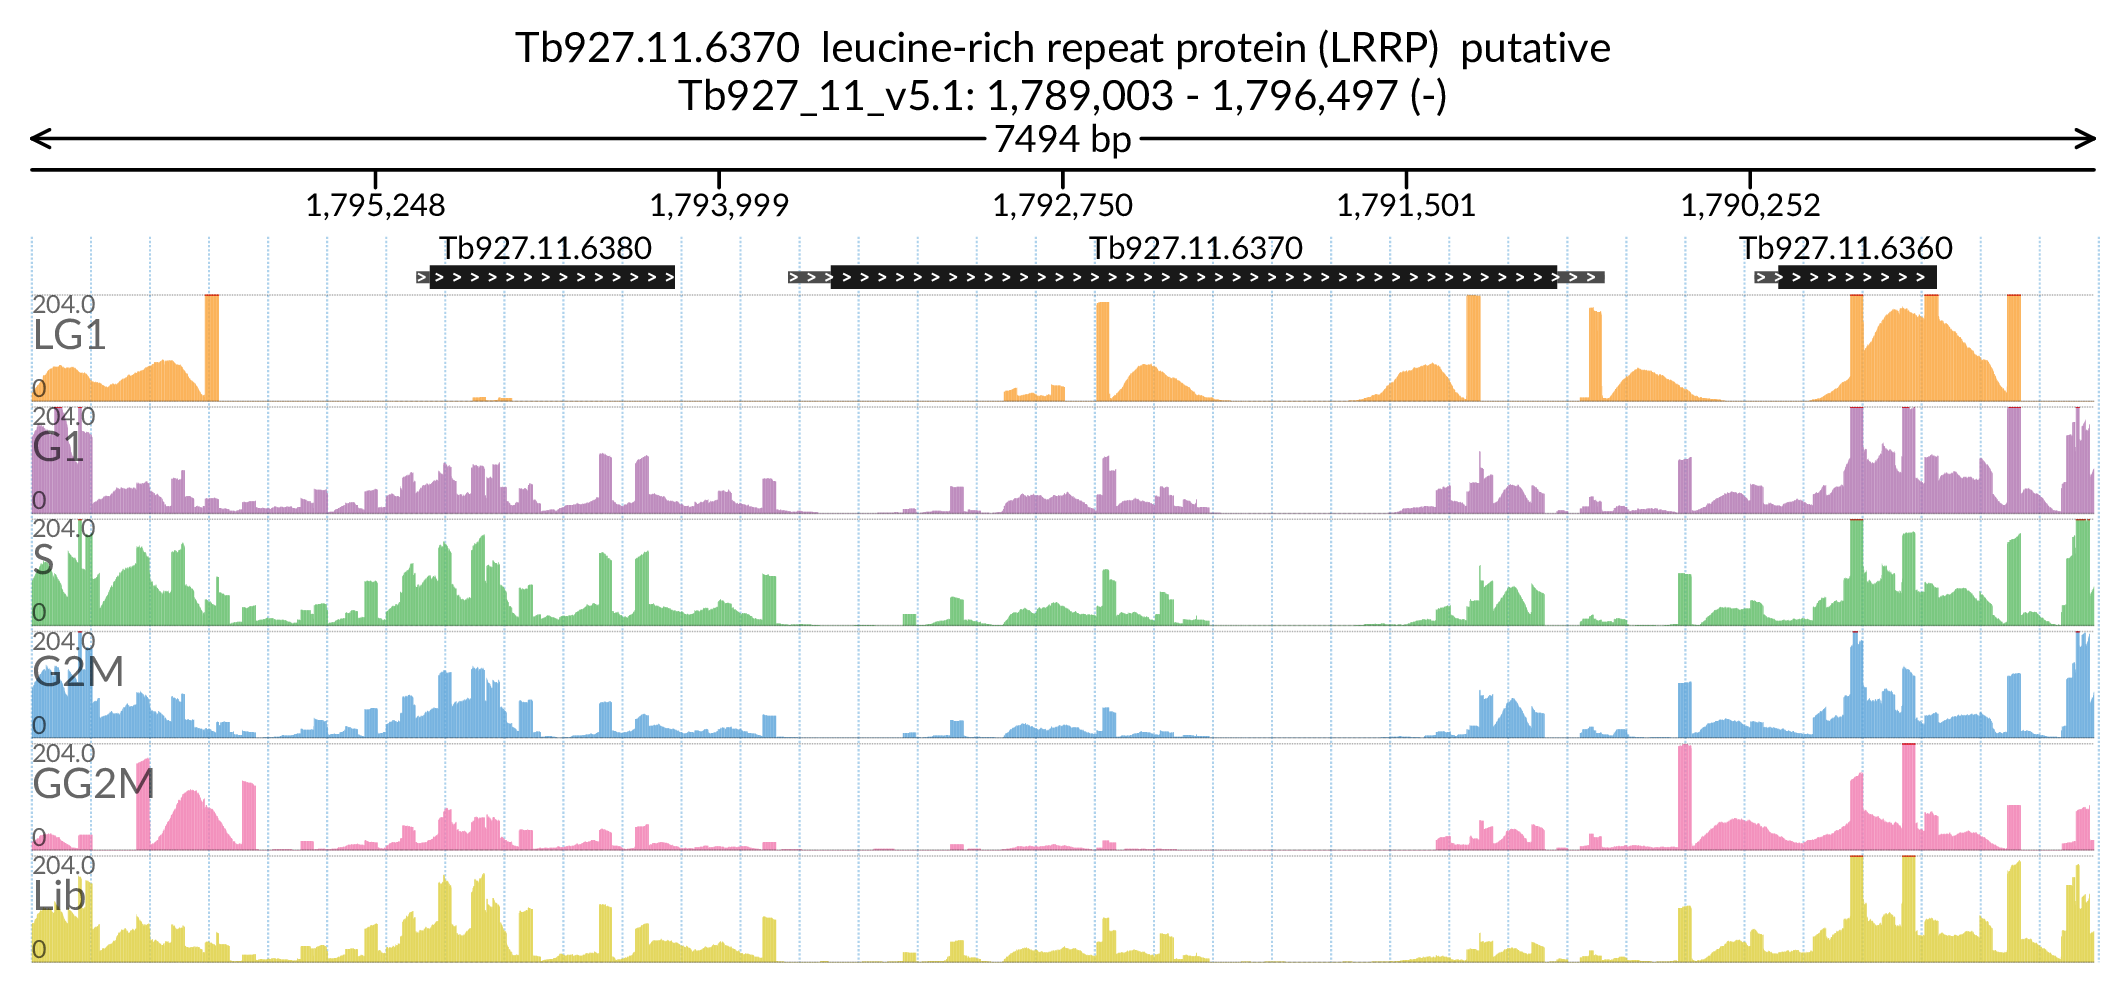 Tb927.11.6370  leucine-rich repeat protein (LRRP)  putative
Tb927_11_v5.1: 1,789,003 - 1,796,497 (-)
7494 bp
1,795,248 1,793,999 1,792,750 1,791,501 1,790,252
Tb927.11.6380 Tb927.11.6370 Tb927.11.6360
204.0
LG1
0
204.0
G1
0
204.0
S
0
204.0
G2M
0
204.0
GG2M
0
204.0
Lib
0